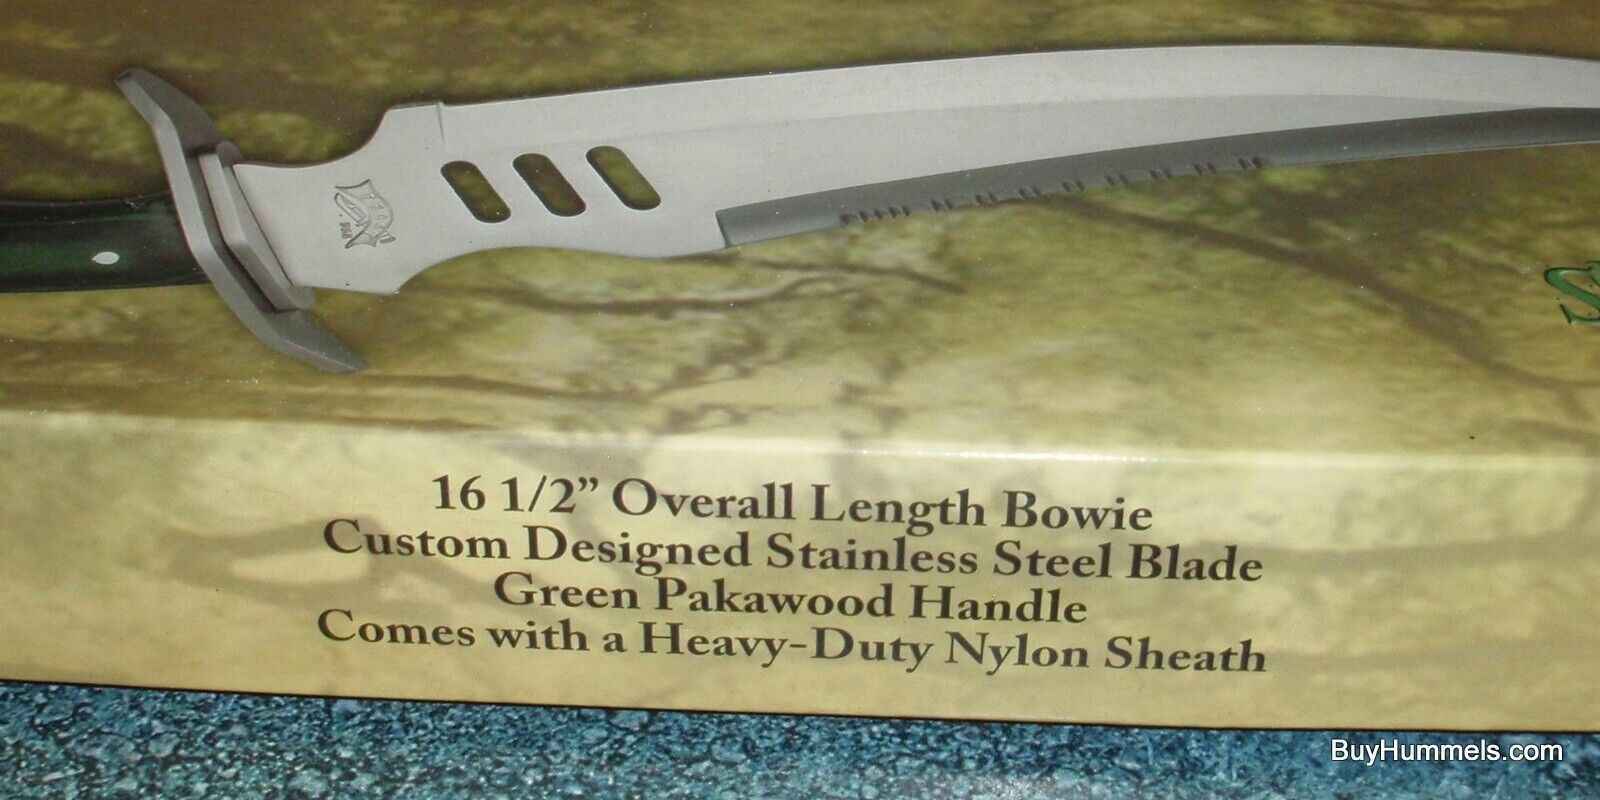 16 1/2” Overall Length Bowie
Custom Designed Stainless Steel Blade
Green Pakawood Handle
Comes with a Heavy-Duty Nylon Sheath
BuyHummels.com